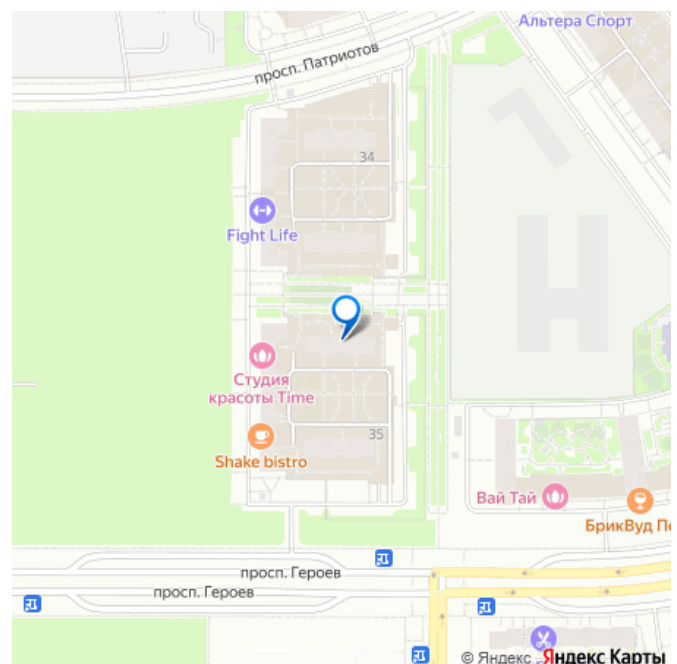 Альтера Спорт
просп. Патриотов
34
Fight Life
Студия
красоты Time
35
Shake bistro
Вай Тай
БрикВуд П
просп. Героев
просп. Героев
© Яндекс Яндекс Карты